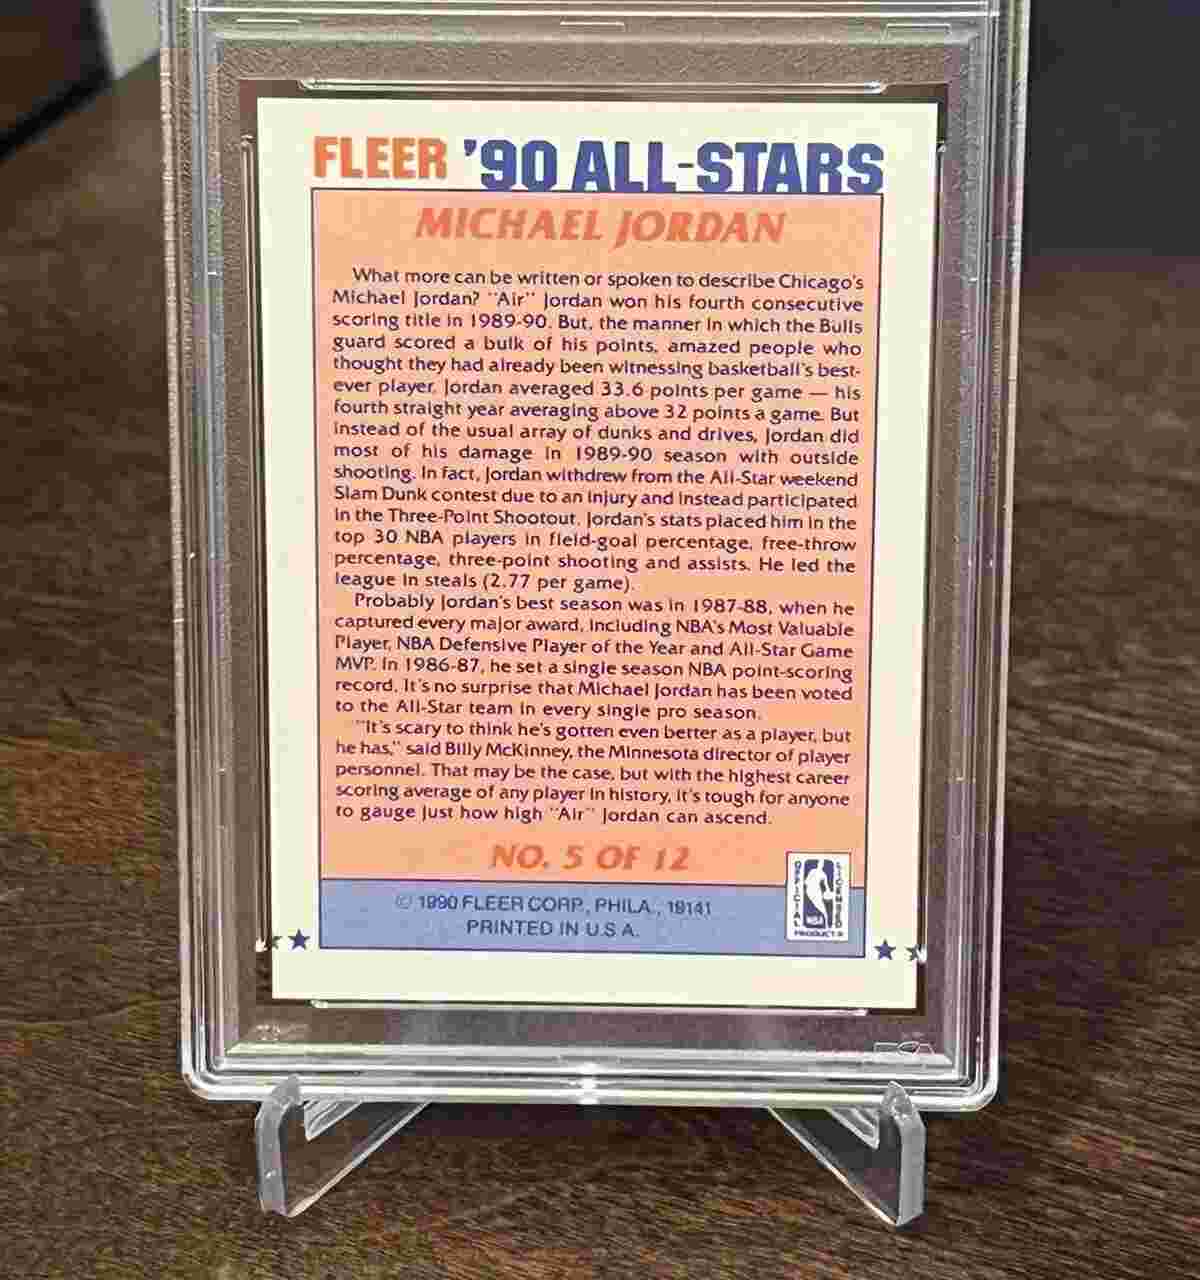 FLEER '90 ALL-STARS
MICHAEL JORDAN
What more can be written or spoken to describe Chicago's
Michael Jordan? "Air" Jordan won his fourth consecutive
scoring title in 1989-90. But, the manner in which the Bulls
guard scored a bulk of his points, amazed people who
thought they had already been witnessing basketball's best-
ever player. Jordan averaged 33.6 points per game — his
fourth straight year averaging above 32 points a game. But
instead of the usual array of dunks and drives, Jordan did
most of his damage in 1989-90 season with outside
shooting. In fact, Jordan withdrew from the All-Star weekend
Slam Dunk contest due to an injury and instead participated
in the Three-Point Shootout. Jordan's stats placed him in the
top 30 NBA players in field-goal percentage, free-throw
percentage, three-point shooting and assists. He led the
league in steals (2.77 per game).
Probably Jordan's best season was in 1987-88, when he
captured every major award, including NBA's Most Valuable
Player, NBA Defensive Player of the Year and All-Star Game
MVP. In 1986-87, he set a single season NBA point-scoring
record. It's no surprise that Michael Jordan has been voted
to the All-Star team in every single pro season.
"It's scary to think he's gotten even better as a player, but
he has," said Billy McKinney, the Minnesota director of player
personnel. That may be the case, but with the highest career
scoring average of any player in history, it's tough for anyone
to gauge just how high "Air" Jordan can ascend.
NO. 5 OF 12
© 1990 FLEER CORP., PHILA., 19141
PRINTED IN U.S.A.
OFFICIAL
LICENSED
NBA
PRODUCT
PSA